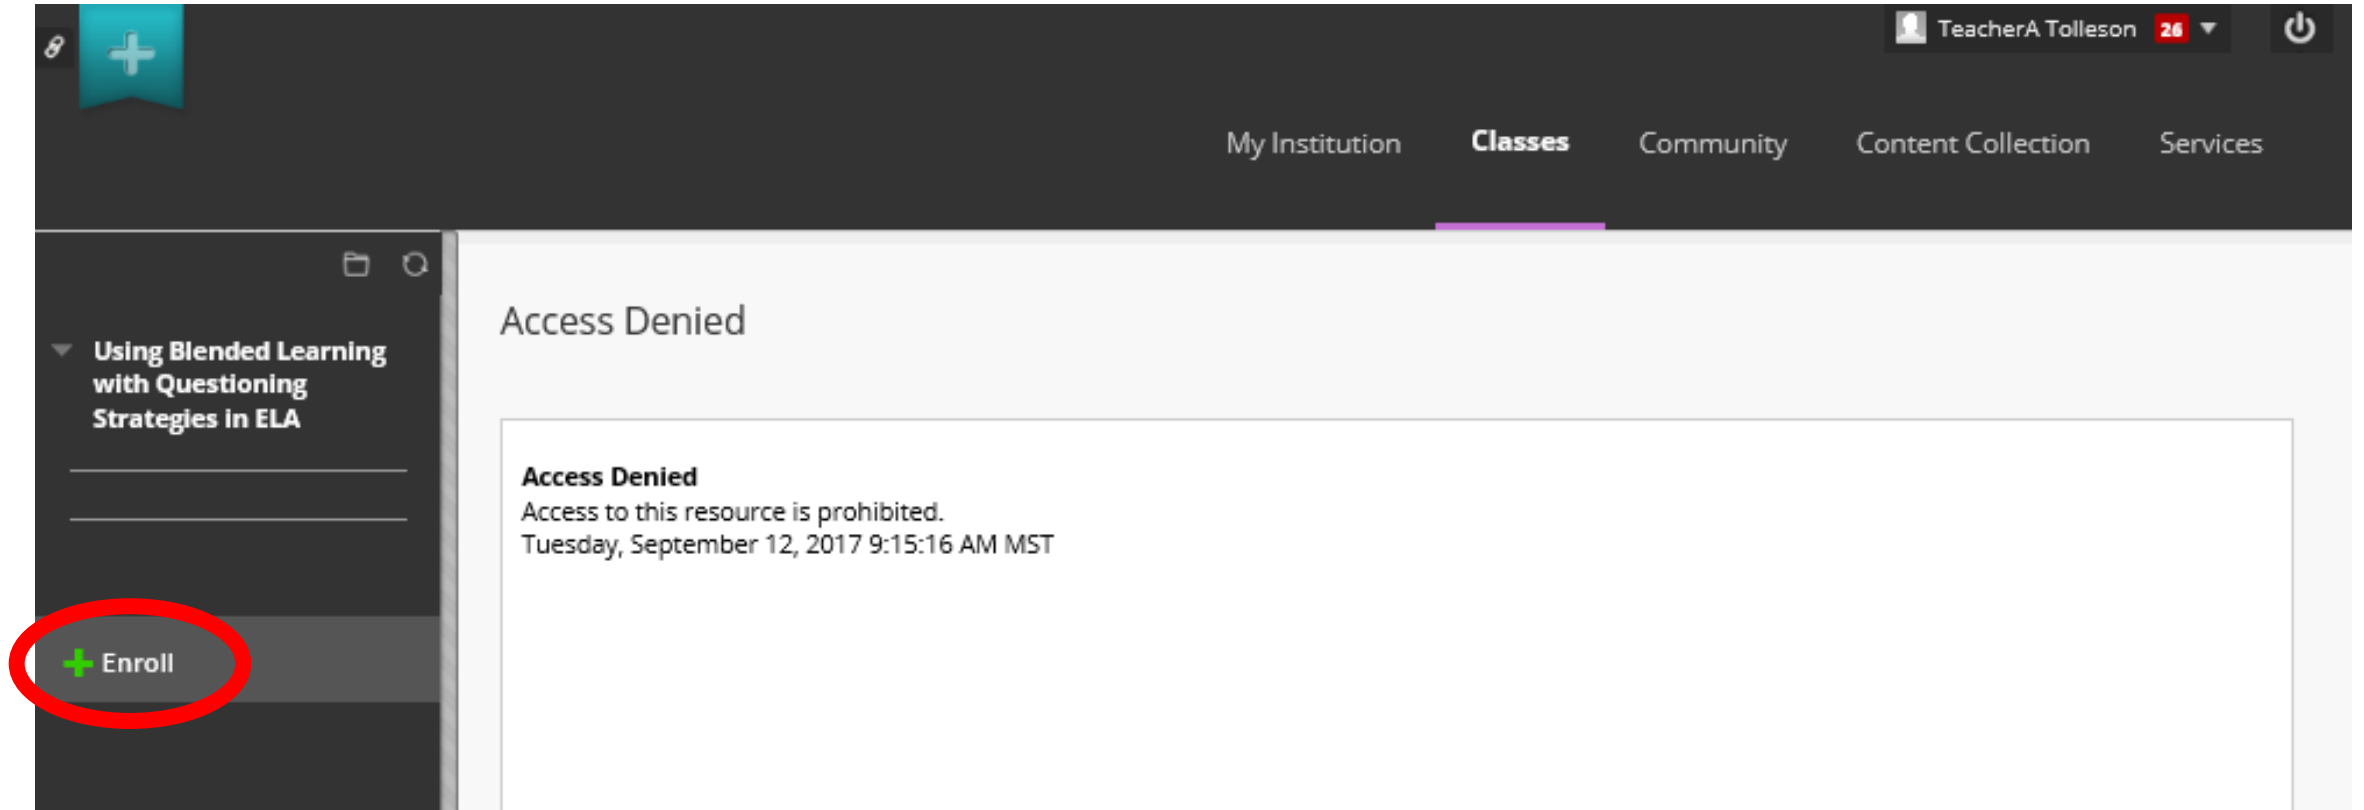 TeacherA Tolleson 26
My Institution Classes Community Content Collection Services
Using Blended Learning
with Questioning
Strategies in ELA
Enroll
Access Denied
Access Denied
Access to this resource is prohibited.
Tuesday, September 12, 2017 9:15:16 AM MST